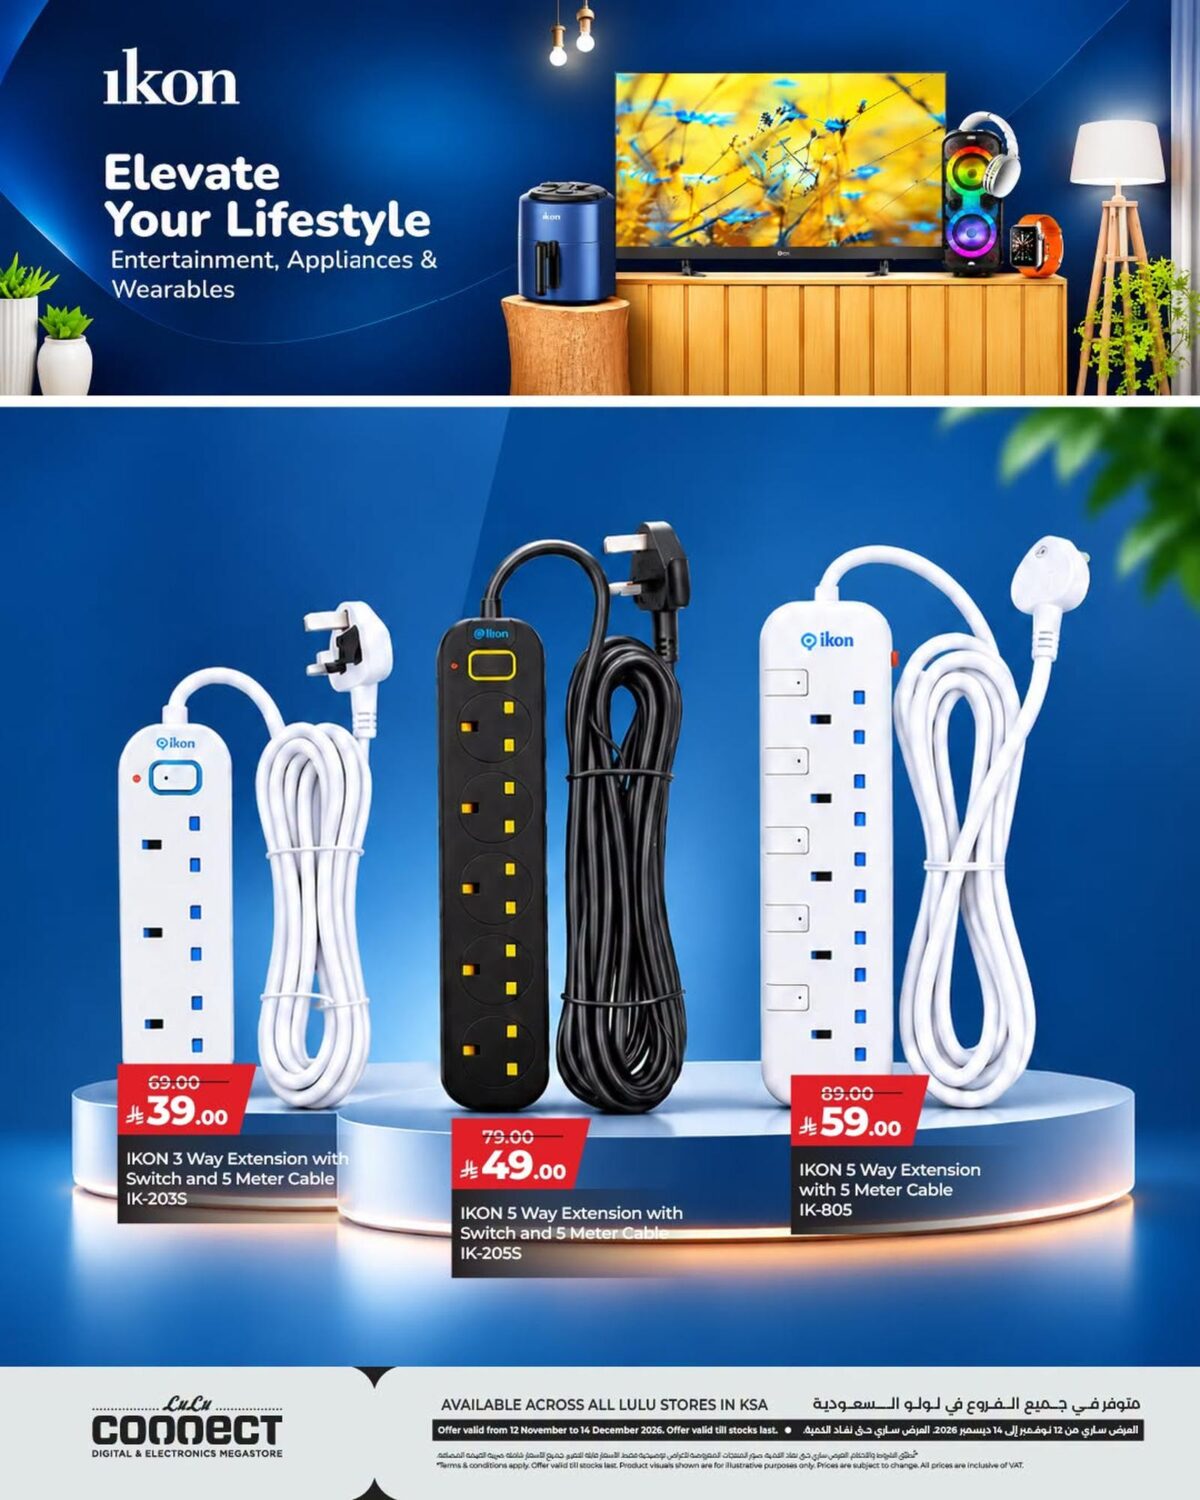 ıkon
Elevate
Your Lifestyle
Entertainment, Appliances &
Wearables
ikon
ikon
ikon
ikon
69.00
39.00
IKON 3 Way Extension with
Switch and 5 Meter Cable
IK-203S
79.00
49.00
IKON 5 Way Extension with
Switch and 5 Meter Cable
IK-205S
89.00
59.00
IKON 5 Way Extension
with 5 Meter Cable
IK-805
LuLu
connect
DIGITAL & ELECTRONICS MEGASTORE
AVAILABLE ACROSS ALL LULU STORES IN KSA
متوفر في جميع الفروع في لولو السعودية
Offer valid from 12 November to 14 December 2026. Offer valid till stocks last.
العرض ساري من 12 نوفمبر إلى 14 ديسمبر 2026. العرض ساري حتى نفاد الكمية.
*Terms & conditions apply. Offer valid till stocks last. Product visuals shown are for illustrative purposes only. Prices are subject to change. All prices are inclusive of VAT.